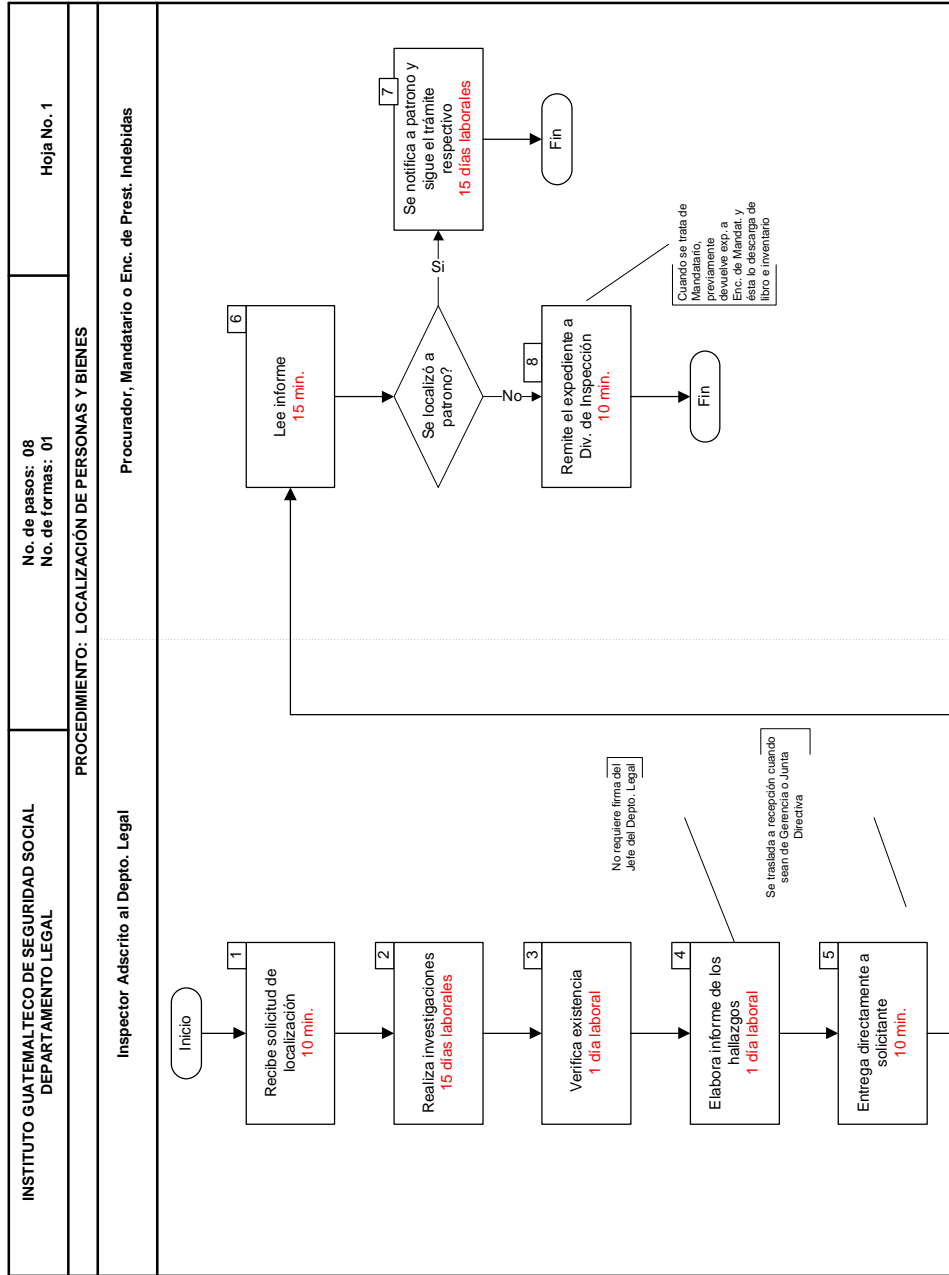 INSTITUTO GUATEMALTECO DE SEGURIDAD SOCIAL
DEPARTAMENTO LEGAL
No. de pasos: 08
No. de formas: 01
Hoja No. 1
PROCEDIMIENTO: LOCALIZACIÓN DE PERSONAS Y BIENES
Inspector Adscrito al Depto. Legal
Procurador, Mandatario o Enc. de Prest. Indebidas
Inicio
1
Recibe solicitud de
localización
10 min.
2
Realiza investigaciones
15 días laborales
3
Verifica existencia
1 día laboral
4
Elabora informe de los
hallazgos
1 día laboral
No requiere firma del
Jefe del Depto. Legal
5
Entrega directamente a
solicitante
10 min.
Se traslada a recepción cuando
sean de Gerencia o Junta
Directiva
6
Lee informe
15 min.
Se localizó a
patrono?
Si
7
Se notifica a patrono y
sigue el trámite
respectivo
15 días laborales
Fin
No
8
Remite el expediente a
Div. de Inspección
10 min.
Cuando se trata de
Mandatario,
previamente
devuelve exp. a
Enc. de Mandat. y
ésta lo descarga de
libro e inventario
Fin